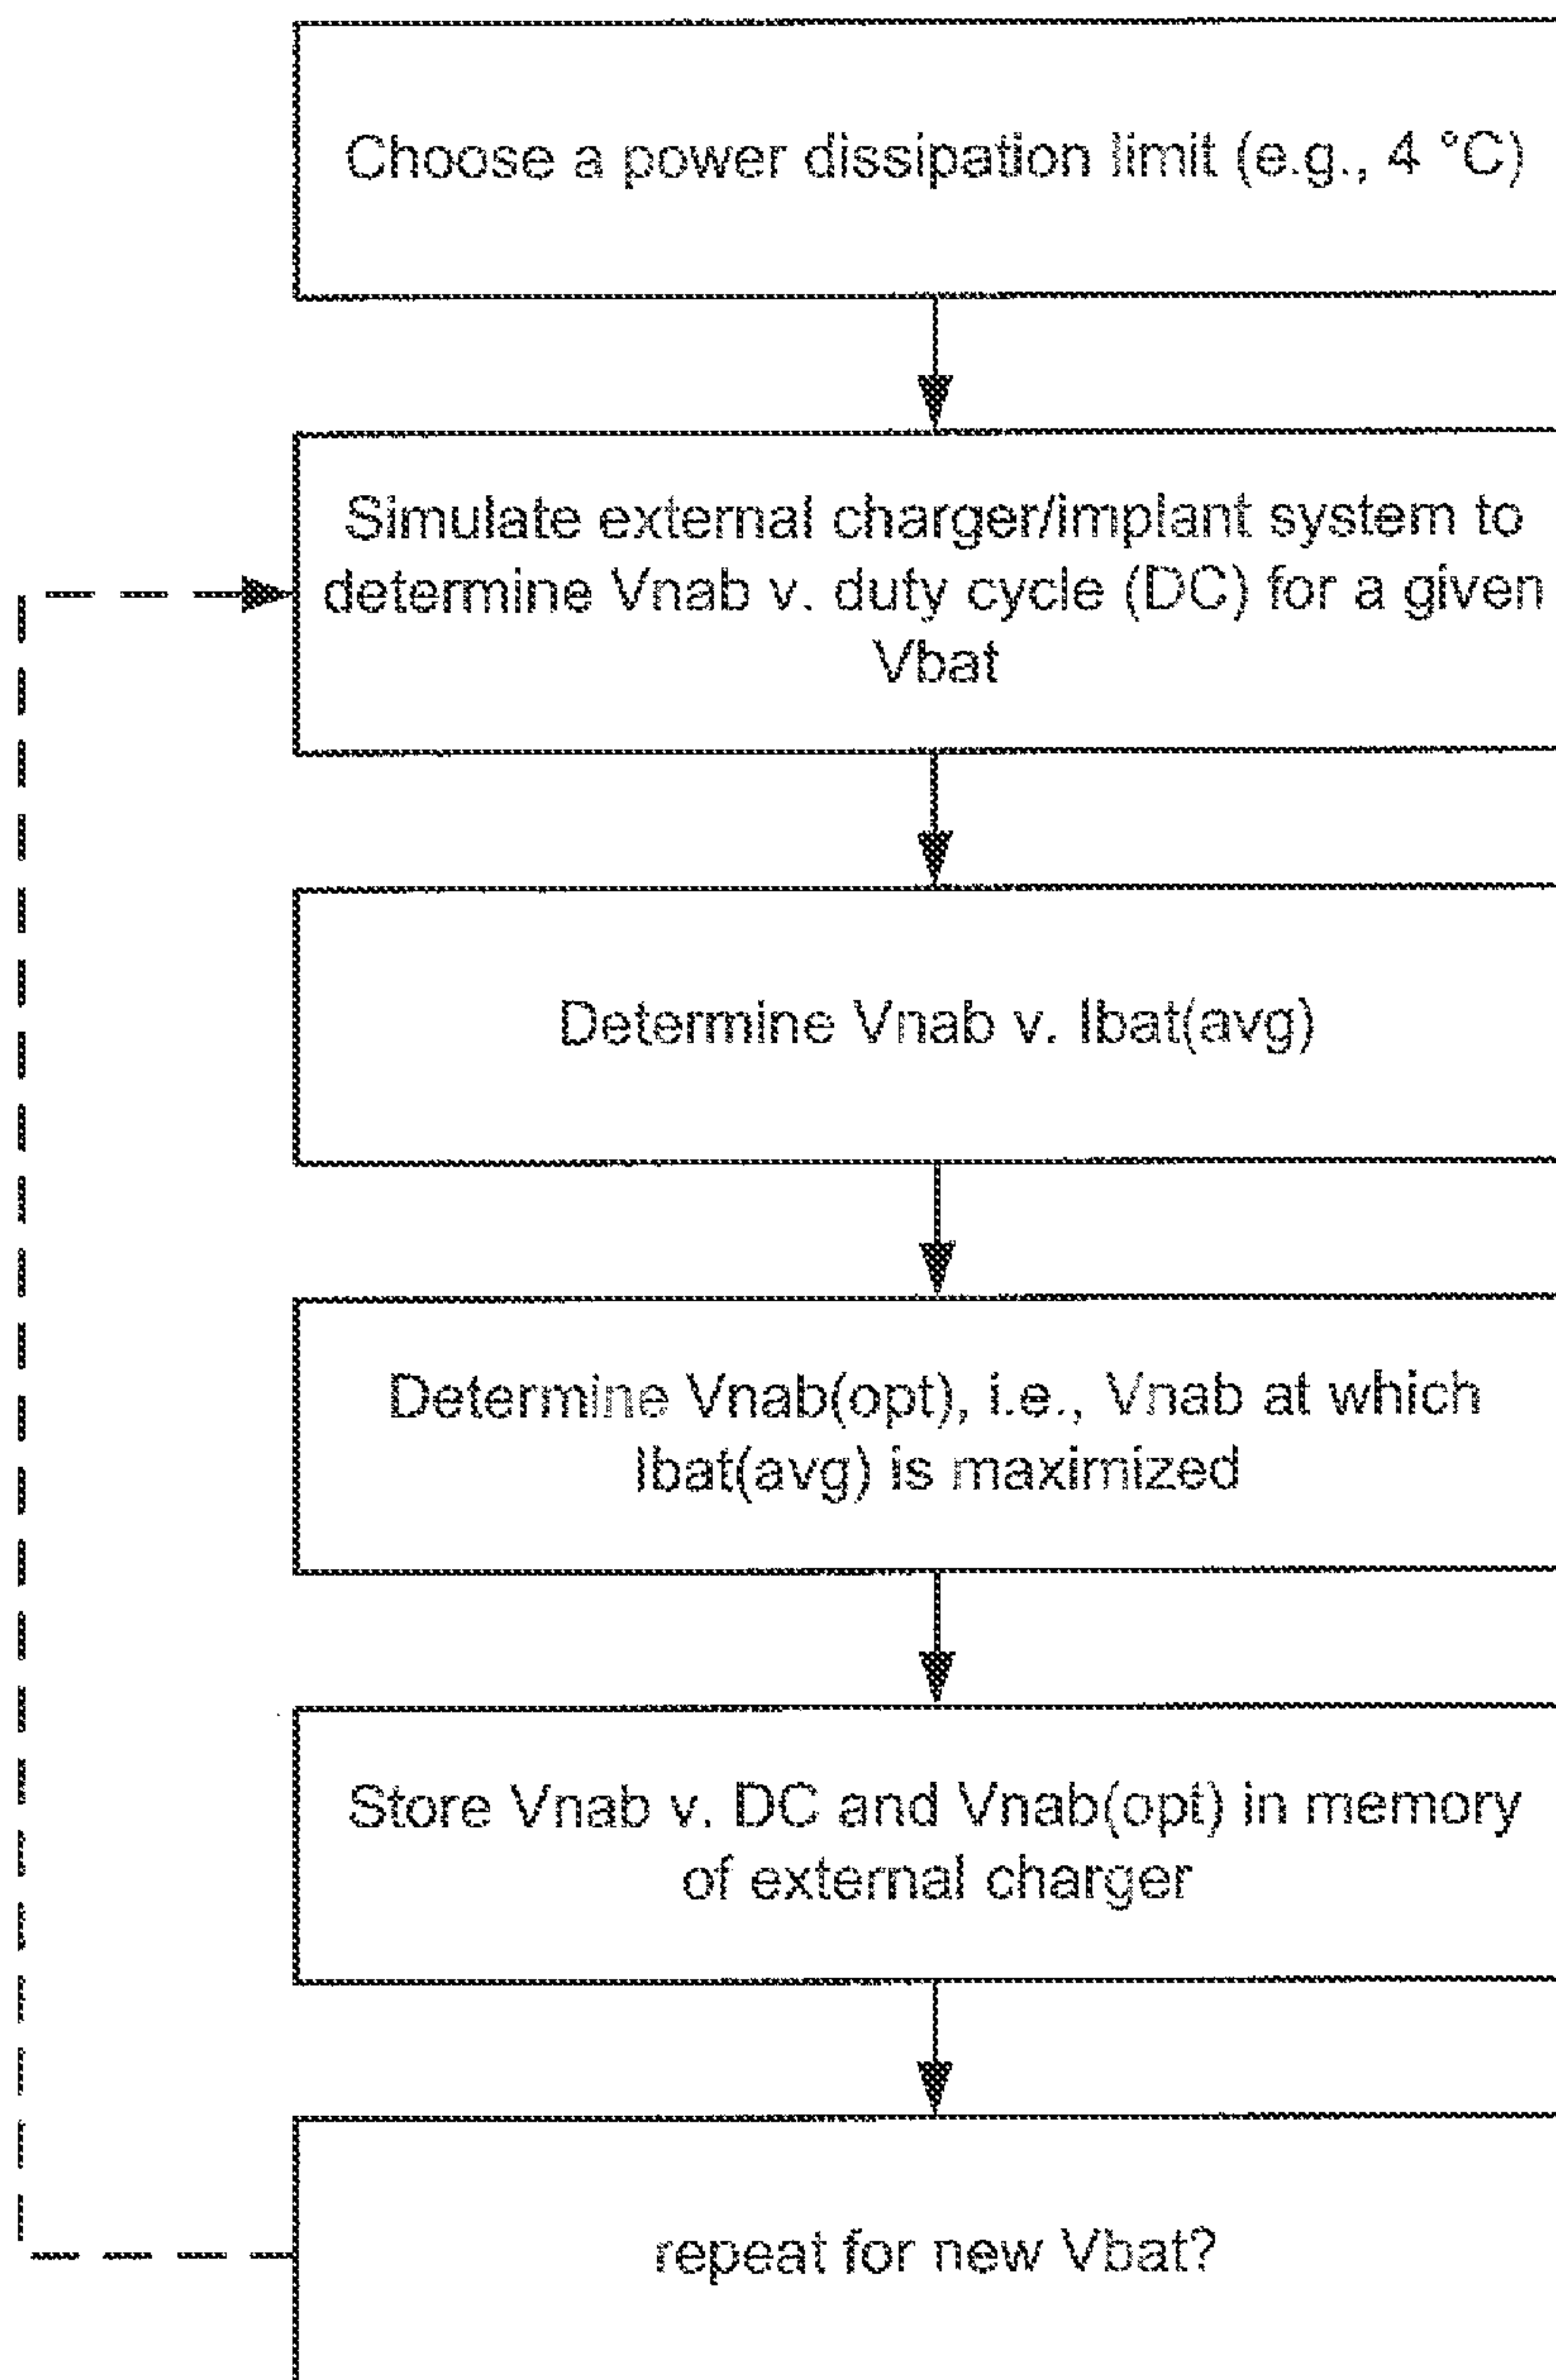 Choose a power dissipation limit (e.g., 4 °C)
Simulate external charger/implant system to
determine Vnab v. duty cycle (DC) for a given
Vbat
Determine Vnab v. Ibat(avg)
Determine Vnab(opt), i.e., Vnab at which
Ibat(avg) is maximized
Store Vnab v. DC and Vnab(opt) in memory
of external charger
repeat for new Vbat?